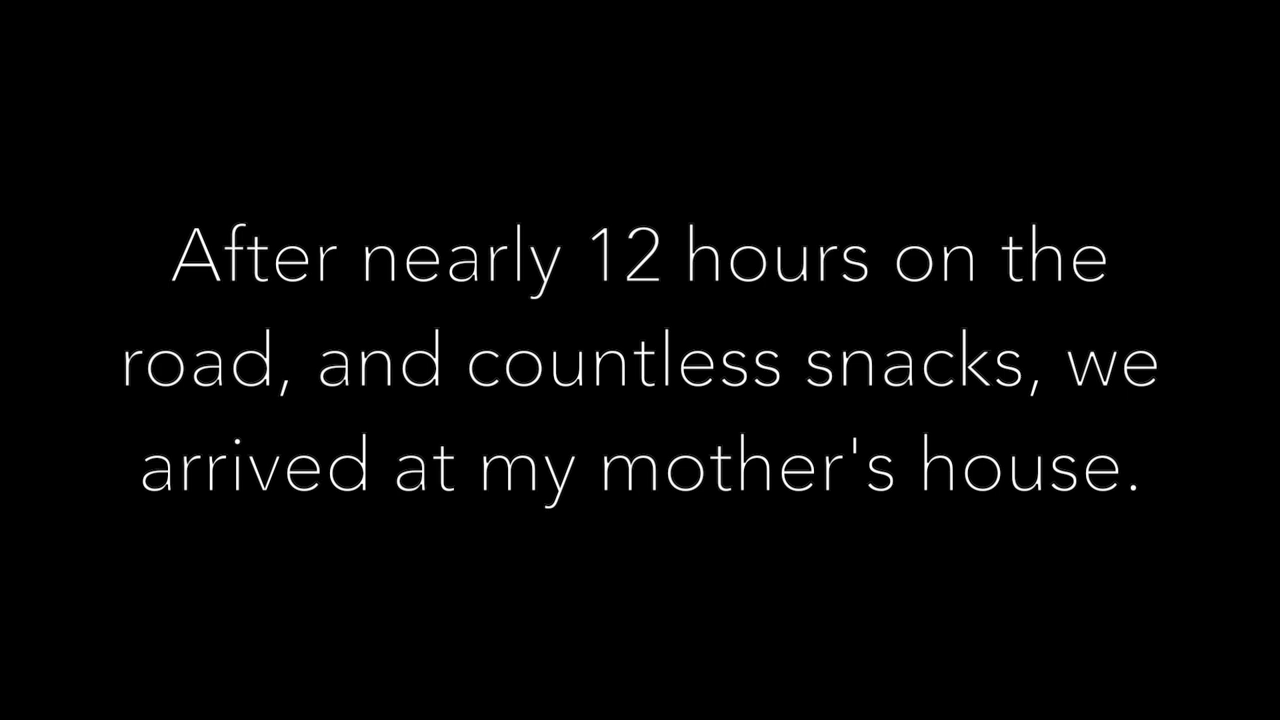 After nearly 12 hours on the
road, and countless snacks, we
arrived at my mother's house.